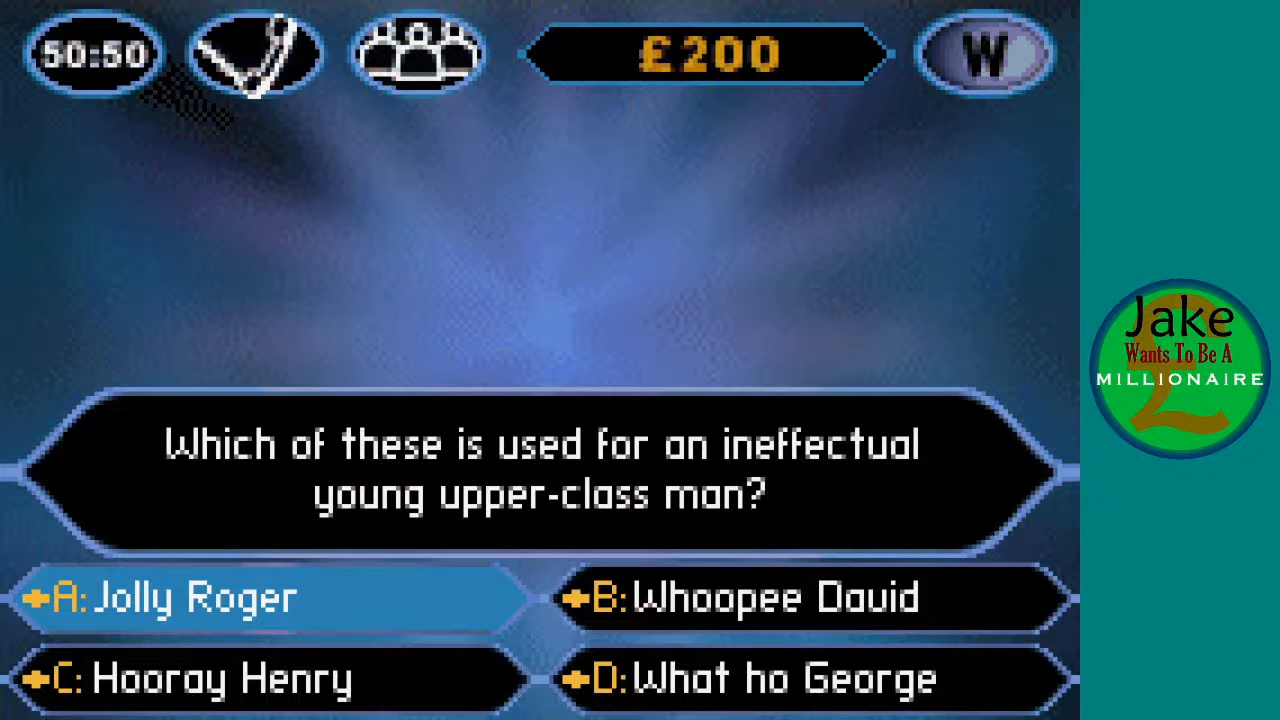 50:50
£200
W
Jake
Wants To Be A
MILLIONAIRE
£
Which of these is used for an ineffectual
young upper-class man?
A: Jolly Roger
B: Whoopee David
C: Hooray Henry
D: What ho George